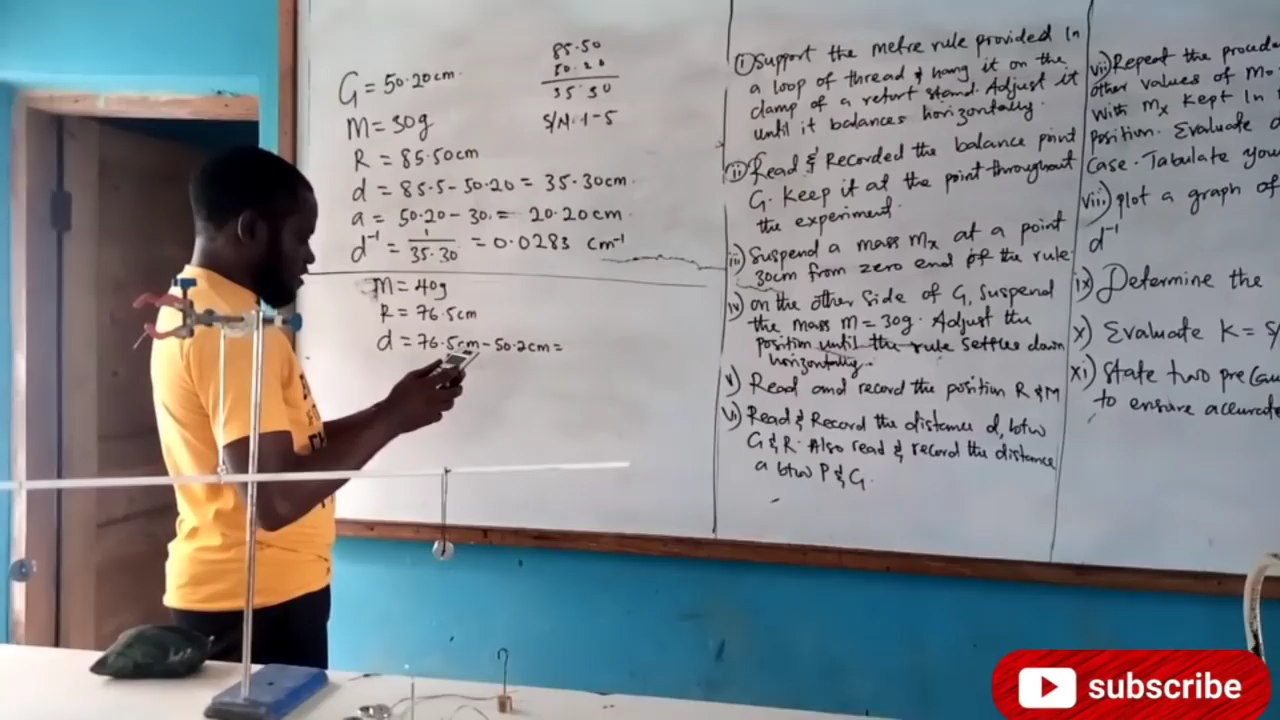 G = 50.20cm.
M = 30g
R = 85.50cm
d = 85.5 - 50.20 = 35.30cm.
a = 50.20 - 30. = 20.20cm.
d⁻¹ = 1/35.30 = 0.0283 cm⁻¹
85.50
50.20
35.30
S/N. 1-5
M = 40g
R = 76.5cm
d = 76.5cm - 50.2cm =
i) Support the metre rule provided in
a loop of thread & hang it on the
clamp of a retort stand. Adjust it
until it balances horizontally.
ii) Read & Recorded the balance point
G. Keep it at the point throughout
the experiment.
iii) Suspend a mass Mx at a point
30cm from zero end of the rule
iv) on the other side of G, suspend
the mass M = 30g. Adjust the
position until the rule settles down
horizontally.
v) Read and record the position R & M
vi) Read & Record the distance d, btw
G & R. Also read & record the distance
a btw P & G.
vii) Repeat the
other values of M =
with Mx kept in
position. Evaluate
case. Tabulate
viii) plot a graph of
d⁻¹
ix) Determine the
x) Evaluate K =
xi) State two
to ensure
subscribe